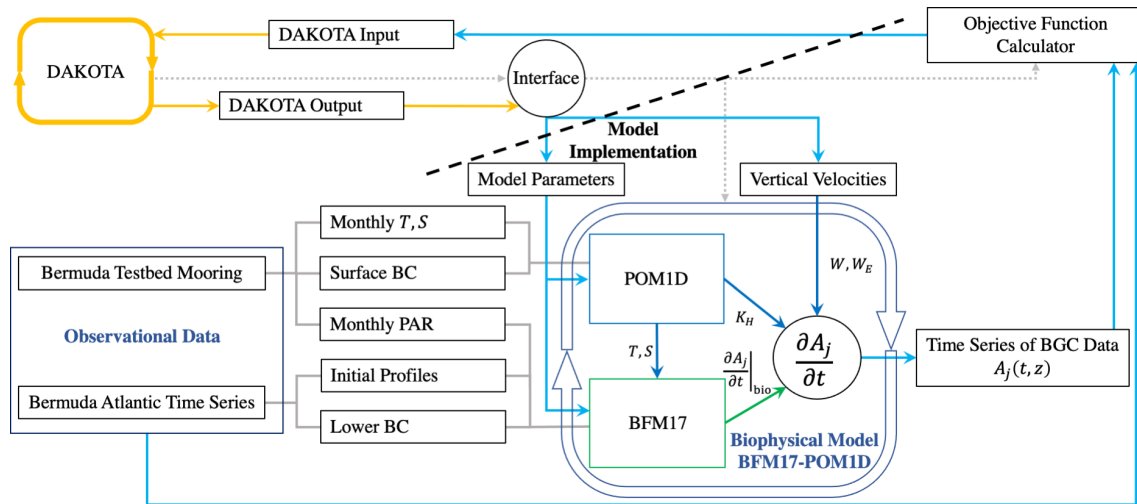 DAKOTA Input
Objective Function
Calculator
DAKOTA
Interface
DAKOTA Output
Model
Implementation
Model Parameters
Vertical Velocities
Monthly T, S
Bermuda Testbed Mooring
Surface BC
POM1D
W, W_E
Observational Data
Monthly PAR
K_H
T, S
∂A_j/∂t|bio
∂A_j/∂t
Time Series of BGC Data
A_j(t, z)
Initial Profiles
Bermuda Atlantic Time Series
Lower BC
BFM17
Biophysical Model
BFM17-POM1D